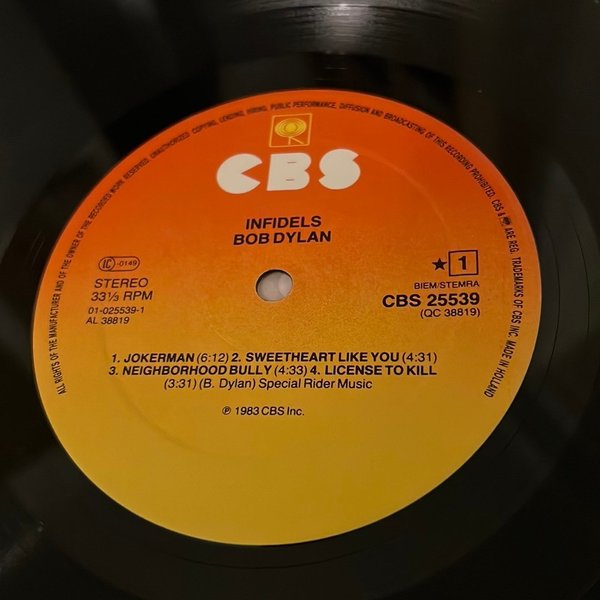 ALL RIGHTS OF THE MANUFACTURER AND OF THE OWNER OF THE RECORDED WORK RESERVED. UNAUTHORIZED COPYING, LENDING, HIRING, PUBLIC PERFORMANCE, DIFFUSION AND BROADCASTING OF THIS RECORDING PROHIBITED. CBS & ARE REG. TRADEMARKS OF CBS INC. MADE IN HOLLAND
CBS
INFIDELS
BOB DYLAN
IC -0149
STEREO
33⅓ RPM
01-025539-1
AL 38819
★ 1
BIEM/STEMRA
CBS 25539
(QC 38819)
1. JOKERMAN (6:12) 2. SWEETHEART LIKE YOU (4:31)
3. NEIGHBORHOOD BULLY (4:33) 4. LICENSE TO KILL
(3:31) (B. Dylan) Special Rider Music
℗ 1983 CBS Inc.